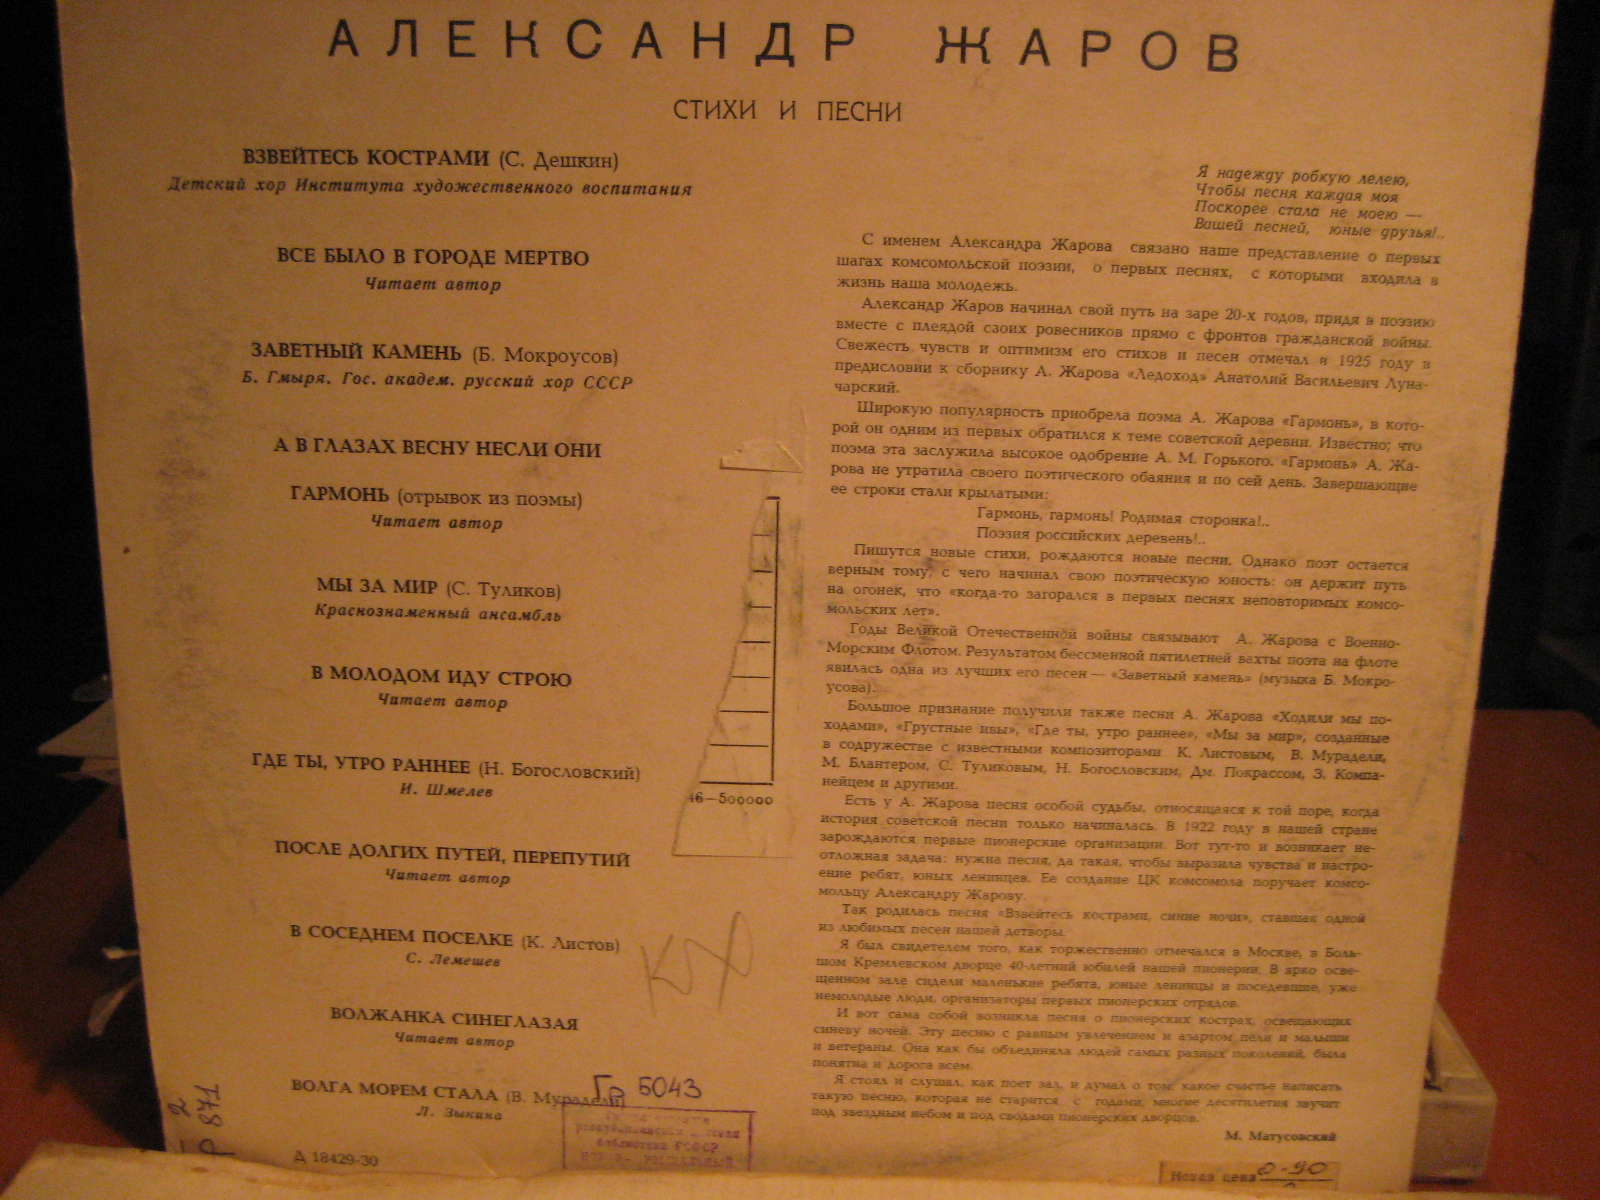 АЛЕКСАНДР ЖАРОВ
СТИХИ И ПЕСНИ
ВЗВЕЙТЕСЬ КОСТРАМИ (С. Дешкин)
Детский хор Института художественного воспитания
ВСЕ БЫЛО В ГОРОДЕ МЕРТВО
Читает автор
ЗАВЕТНЫЙ КАМЕНЬ (Б. Мокроусов)
Б. Гмыря. Гос. академ. русский хор СССР
А В ГЛАЗАХ ВЕСНУ НЕСЛИ ОНИ
ГАРМОНЬ (отрывок из поэмы)
Читает автор
МЫ ЗА МИР (С. Туликов)
Краснознаменный ансамбль
В МОЛОДОМ ИДУ СТРОЮ
Читает автор
ГДЕ ТЫ, УТРО РАННЕЕ (Н. Богословский)
И. Шмелев
ПОСЛЕ ДОЛГИХ ПУТЕЙ, ПЕРЕПУТИЙ
Читает автор
В СОСЕДНЕМ ПОСЕЛКЕ (К. Листов)
С. Лемешев
ВОЛЖАНКА СИНЕГЛАЗАЯ
Читает автор
ВОЛГА МОРЕМ СТАЛА (В. Мурадели)
Л. Зыкина
Д 18429-30
46—500000
Гр 5043
библиотека РСФСР
Я надежду робкую лелею,
Чтобы песня каждая моя
Поскорее стала не моею —
Вашей песней, юные друзья!..
С именем Александра Жарова связано наше представление о первых
шагах комсомольской поэзии, о первых песнях, с которыми входила в
жизнь наша молодежь.
Александр Жаров начинал свой путь на заре 20-х годов, придя в поэзию
вместе с плеядой своих ровесников прямо с фронтов гражданской войны.
Свежесть чувств и оптимизм его стихов и песен отмечал в 1925 году в
предисловии к сборнику А. Жарова «Ледоход» Анатолий Васильевич Луна-
чарский.
Широкую популярность приобрела поэма А. Жарова «Гармонь», в кото-
рой он одним из первых обратился к теме советской деревни. Известно, что
поэма эта заслужила высокое одобрение А. М. Горького. «Гармонь» А. Жа-
рова не утратила своего поэтического обаяния и по сей день. Завершающие
ее строки стали крылатыми:
Гармонь, гармонь! Родимая сторонка!..
Поэзия российских деревень!..
Пишутся новые стихи, рождаются новые песни. Однако поэт остается
верным тому, с чего начинал свою поэтическую юность: он держит путь
на огонек, что «когда-то загорался в первых песнях неповторимых комсо-
мольских лет».
Годы Великой Отечественной войны связывают А. Жарова с Военно-
Морским Флотом. Результатом бессменной пятилетней вахты поэта на флоте
явилась одна из лучших его песен — «Заветный камень» (музыка Б. Мокро-
усова).
Большое признание получили также песни А. Жарова «Ходили мы по-
ходами», «Грустные ивы», «Где ты, утро раннее», «Мы за мир», созданные
в содружестве с известными композиторами К. Листовым, В. Мурадели,
М. Блантером, С. Туликовым, Н. Богословским, Дм. Покрассом, З. Компа-
нейцем и другими.
Есть у А. Жарова песня особой судьбы, относящаяся к той поре, когда
история советской песни только начиналась. В 1922 году в нашей стране
зарождаются первые пионерские организации. Вот тут-то и возникает не-
отложная задача: нужна песня, да такая, чтобы выразила чувства и настро-
ение ребят, юных ленинцев. Ее создание ЦК комсомола поручает комсо-
мольцу Александру Жарову.
Так родилась песня «Взвейтесь кострами, синие ночи», ставшая одной
из любимых песен нашей детворы.
Я был свидетелем того, как торжественно отмечался в Москве, в Боль-
шом Кремлевском дворце 40-летний юбилей нашей пионерии. В ярко осве-
щенном зале сидели маленькие ребята, юные ленинцы и поседевшие, уже
немолодые люди, организаторы первых пионерских отрядов.
И вот сама собой возникла песня о пионерских кострах, освещающих
синеву ночей. Эту песню с равным увлечением и азартом пели и малыши
и ветераны. Она как бы объединяла людей самых разных поколений, была
понятна и дорога всем.
Я стоял и слушал, как поет зал, и думал о том, какое счастье написать
такую песню, которая не старится с годами, многие десятилетия звучит
под звездным небом и под сводами пионерских дворцов.
М. Матусовский
Новая цена 0-90